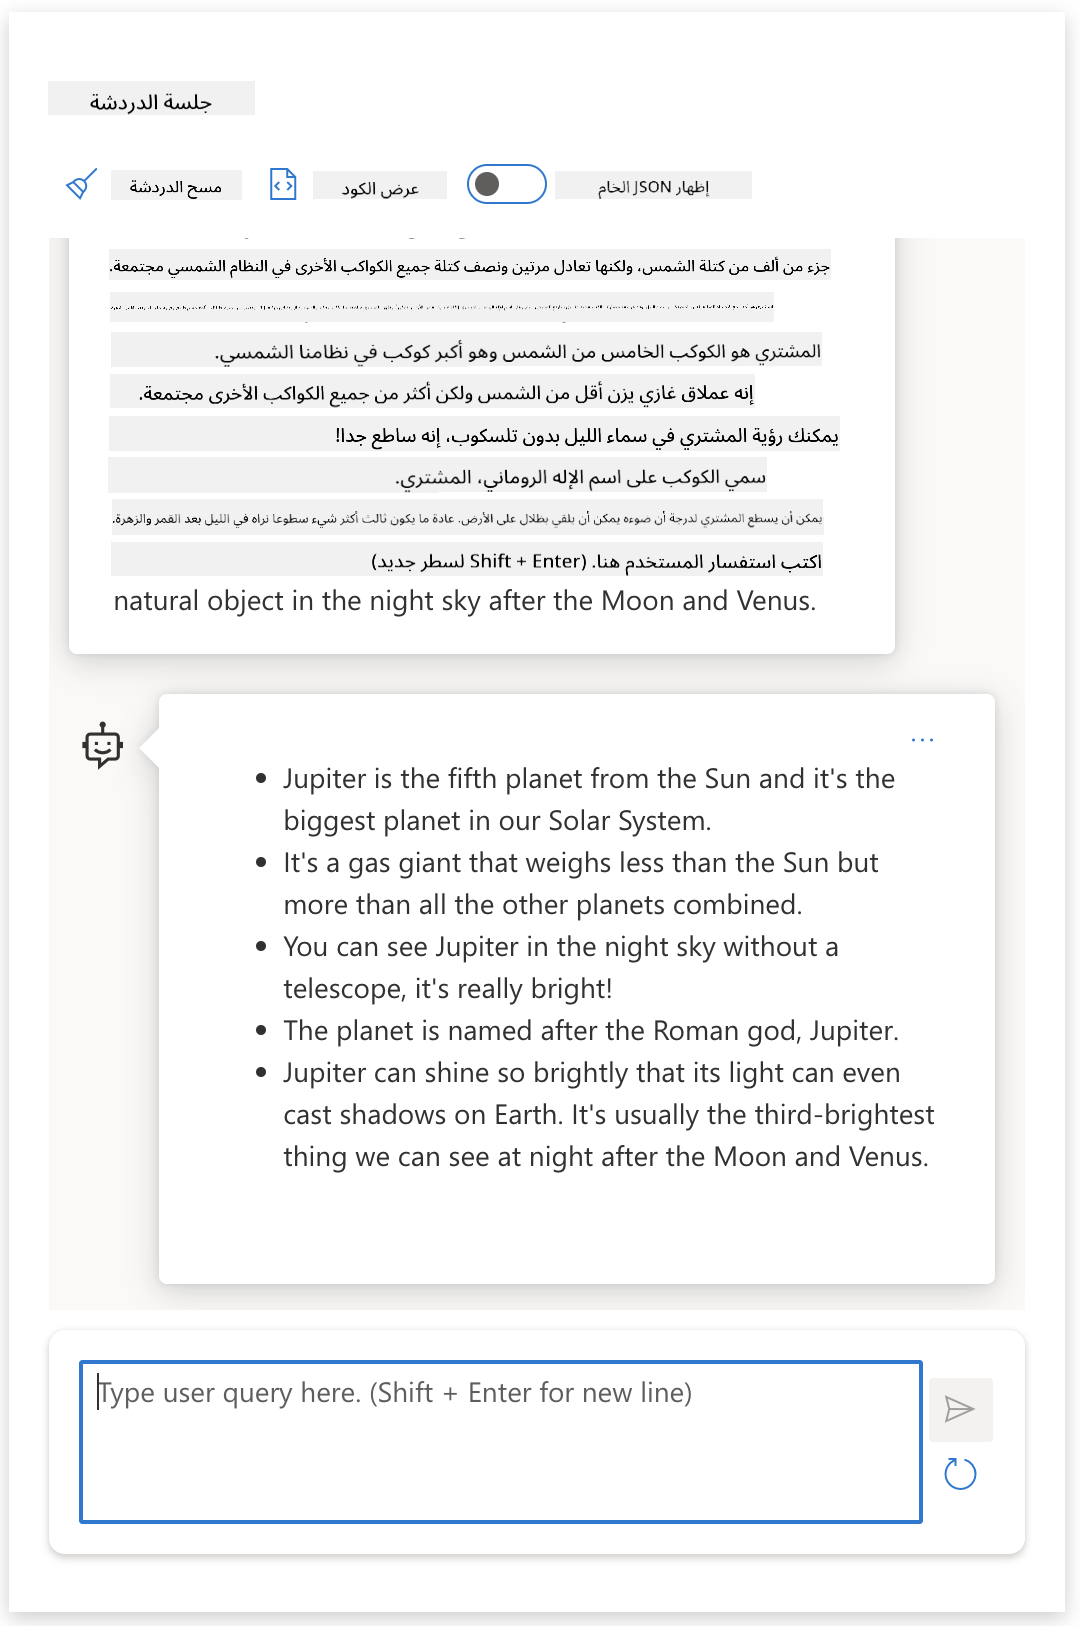 جلسة الدردشة
مسح الدردشة
عرض الكود
إظهار JSON الخام
جزء من ألف من كتلة الشمس، ولكنها تعادل مرتين ونصف كتلة جميع الكواكب الأخرى في النظام الشمسي مجتمعة.
المشتري هو الكوكب الخامس من الشمس وهو أكبر كوكب في نظامنا الشمسي.
إنه عملاق غازي يزن أقل من الشمس ولكن أكثر من جميع الكواكب الأخرى مجتمعة.
يمكنك رؤية المشتري في سماء الليل بدون تلسكوب، إنه ساطع جدا!
سمي الكوكب على اسم الإله الروماني، المشتري.
يمكن أن يسطع المشتري لدرجة أن ضوءه يمكن أن يلقي بظلال على الأرض. عادة ما يكون ثالث أكثر شيء سطوعا نراه في الليل بعد القمر والزهرة.
اكتب استفسار المستخدم هنا. (Shift + Enter لسطر جديد)
natural object in the night sky after the Moon and Venus.
Jupiter is the fifth planet from the Sun and it's the
biggest planet in our Solar System.
It's a gas giant that weighs less than the Sun but
more than all the other planets combined.
You can see Jupiter in the night sky without a
telescope, it's really bright!
The planet is named after the Roman god, Jupiter.
Jupiter can shine so brightly that its light can even
cast shadows on Earth. It's usually the third-brightest
thing we can see at night after the Moon and Venus.
Type user query here. (Shift + Enter for new line)